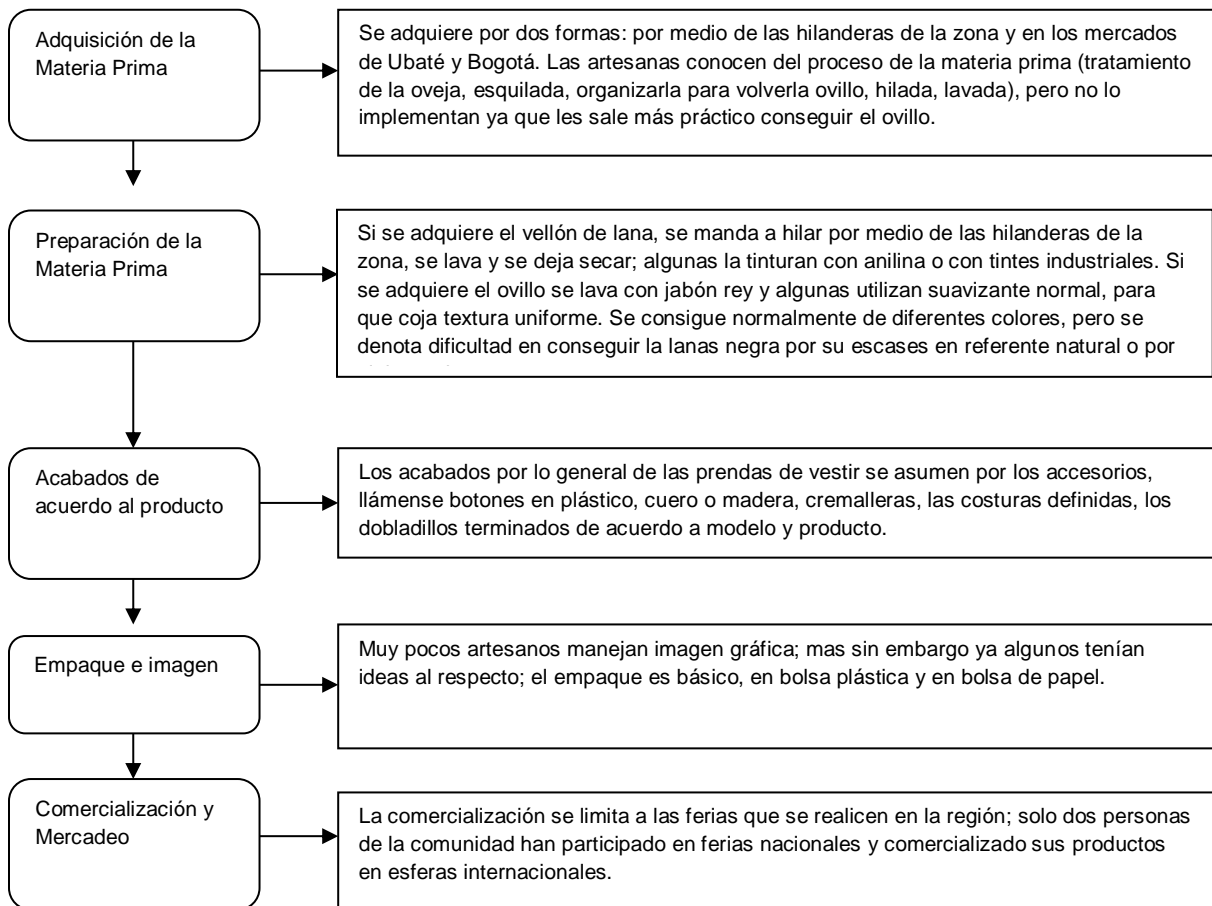 Adquisición de la
Materia Prima
Se adquiere por dos formas: por medio de las hilanderas de la zona y en los mercados
de Ubaté y Bogotá. Las artesanas conocen del proceso de la materia prima (tratamiento
de la oveja, esquilada, organizarla para volverla ovillo, hilada, lavada), pero no lo
implementan ya que les sale más práctico conseguir el ovillo.
Preparación de la
Materia Prima
Si se adquiere el vellón de lana, se manda a hilar por medio de las hilanderas de la
zona, se lava y se deja secar; algunas la tinturan con anilina o con tintes industriales. Si
se adquiere el ovillo se lava con jabón rey y algunas utilizan suavizante normal, para
que coja textura uniforme. Se consigue normalmente de diferentes colores, pero se
denota dificultad en conseguir la lanas negra por su escases en referente natural o por
Acabados de
acuerdo al producto
Los acabados por lo general de las prendas de vestir se asumen por los accesorios,
llámense botones en plástico, cuero o madera, cremalleras, las costuras definidas, los
dobladillos terminados de acuerdo a modelo y producto.
Empaque e imagen
Muy pocos artesanos manejan imagen gráfica; mas sin embargo ya algunos tenían
ideas al respecto; el empaque es básico, en bolsa plástica y en bolsa de papel.
Comercialización y
Mercadeo
La comercialización se limita a las ferias que se realicen en la región; solo dos personas
de la comunidad han participado en ferias nacionales y comercializado sus productos
en esferas internacionales.